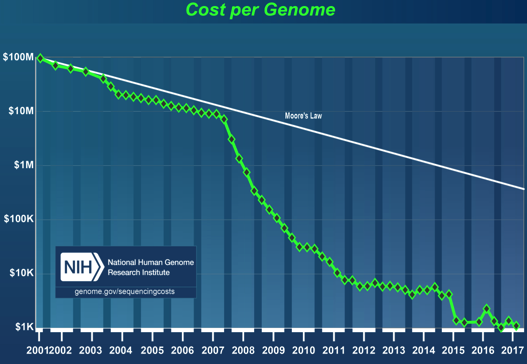 Cost per Genome
$100M
$10M
$1M
$100K
$10K
$1K
Moore's Law
NIH
National Human Genome
Research Institute
genome.gov/sequencingcosts
2001 2002 2003 2004 2005 2006 2007 2008 2009 2010 2011 2012 2013 2014 2015 2016 2017